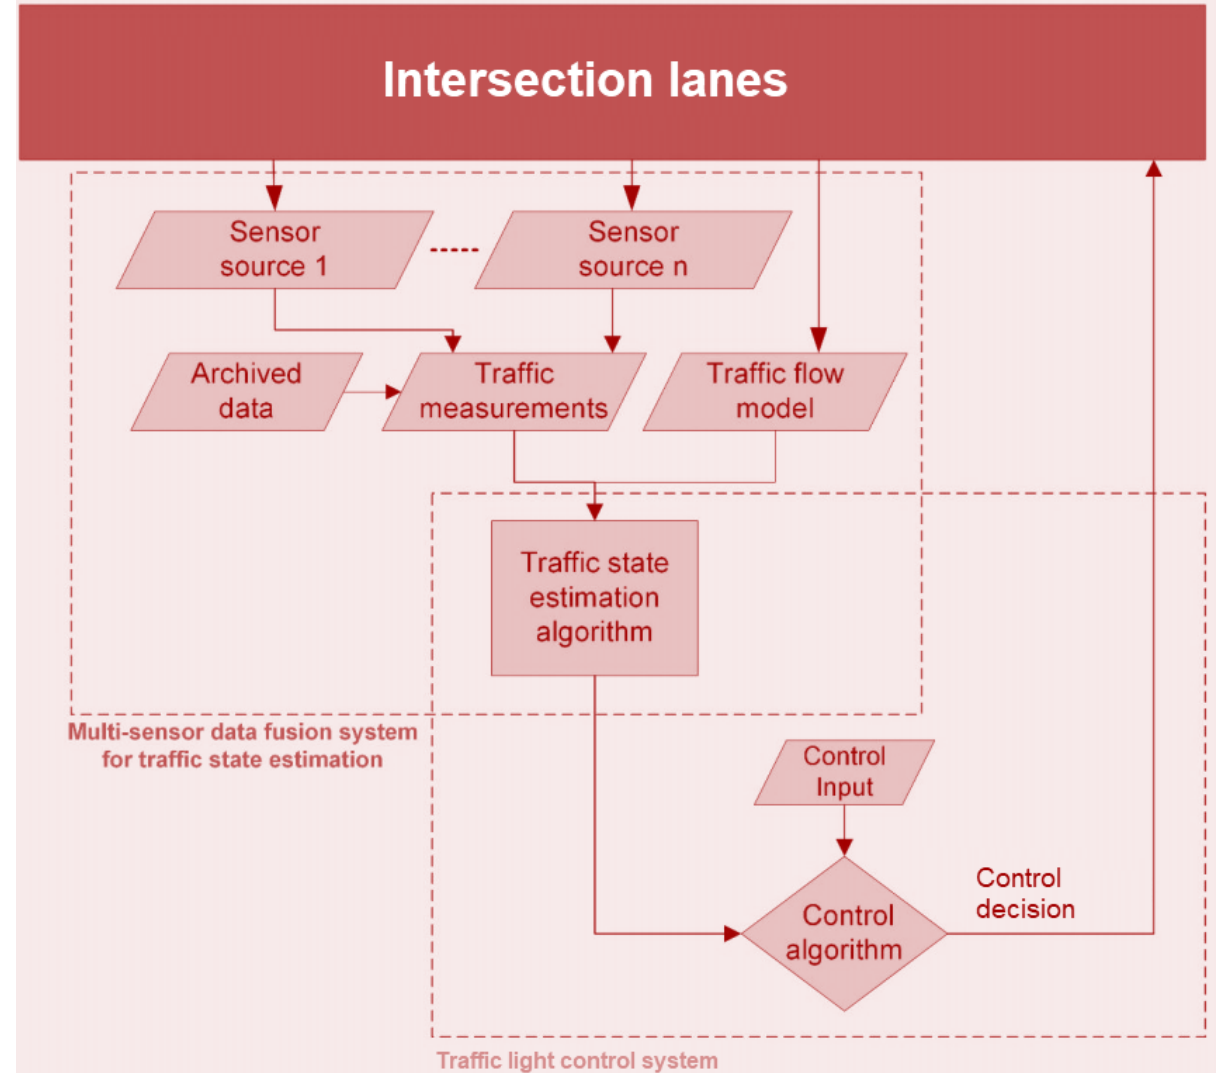 Intersection lanes
Sensor
source 1
Sensor
source n
Archived
data
Traffic
measurements
Traffic flow
model
Traffic state
estimation
algorithm
Multi-sensor data fusion system
for traffic state estimation
Control
Input
Control
algorithm
Control
decision
Traffic light control system